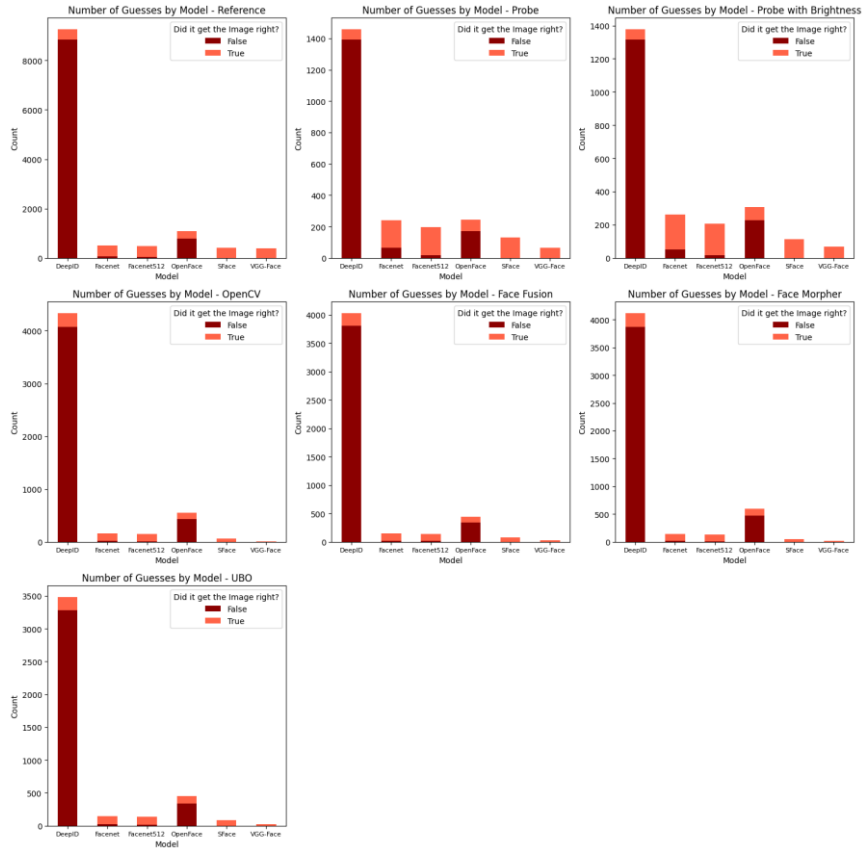 Number of Guesses by Model - Reference
Did it get the Image right?
False
True
Count
8000
6000
4000
2000
0
DeepID Facenet Facenet512 OpenFace SFace VGG-Face
Model
Number of Guesses by Model - Probe
Did it get the Image right?
False
True
Count
1400
1200
1000
800
600
400
200
0
DeepID Facenet Facenet512 OpenFace SFace VGG-Face
Model
Number of Guesses by Model - Probe with Brightness
Did it get the Image right?
False
True
Count
1400
1200
1000
800
600
400
200
0
DeepID Facenet Facenet512 OpenFace SFace VGG-Face
Model
Number of Guesses by Model - OpenCV
Did it get the Image right?
False
True
Count
4000
3000
2000
1000
0
DeepID Facenet Facenet512 OpenFace SFace VGG-Face
Model
Number of Guesses by Model - Face Fusion
Did it get the Image right?
False
True
Count
4000
3500
3000
2500
2000
1500
1000
500
0
DeepID Facenet Facenet512 OpenFace SFace VGG-Face
Model
Number of Guesses by Model - Face Morpher
Did it get the Image right?
False
True
Count
4000
3500
3000
2500
2000
1500
1000
500
0
DeepID Facenet Facenet512 OpenFace SFace VGG-Face
Model
Number of Guesses by Model - UBO
Did it get the Image right?
False
True
Count
3500
3000
2500
2000
1500
1000
500
0
DeepID Facenet Facenet512 OpenFace SFace VGG-Face
Model